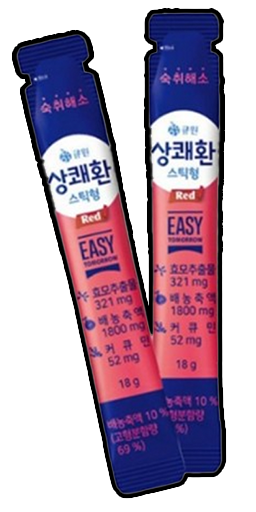 숙취해소
큐원
상쾌환
스틱형
Red
EASY
TOMORROW
효모추출물
321 mg
배농축액
1800 mg
커큐민
52 mg
18 g
배농축액 10 %
(고형분함량
69 %)
숙취해소
큐원
상쾌환
스틱형
Red
EASY
TOMORROW
효모추출물
321 mg
배농축액
1800 mg
커큐민
52 mg
18 g
농축액 10 %
형분함량
%)